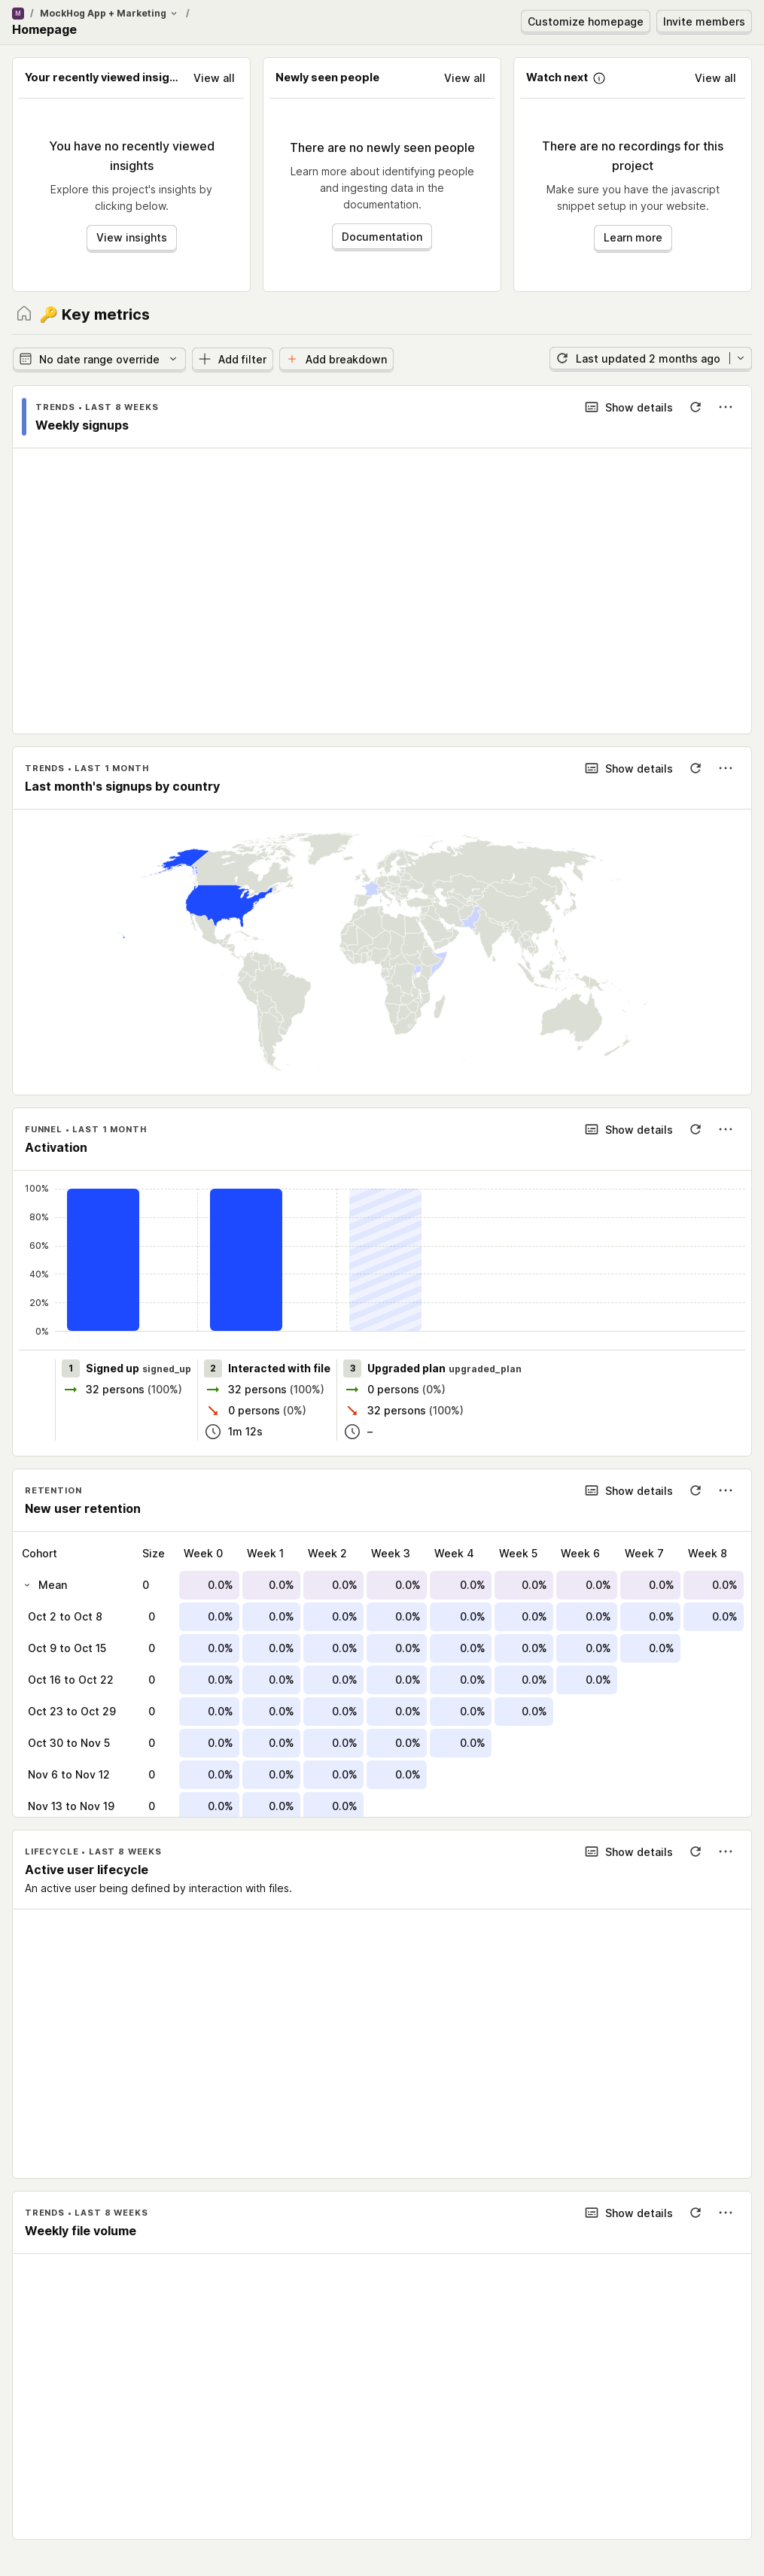 M / MockHog App + Marketing /
Homepage
Customize homepage
Invite members
Your recently viewed insig...
View all
You have no recently viewed
insights
Explore this project's insights by
clicking below.
View insights
Newly seen people
View all
There are no newly seen people
Learn more about identifying people
and ingesting data in the
documentation.
Documentation
Watch next
View all
There are no recordings for this
project
Make sure you have the javascript
snippet setup in your website.
Learn more
🔑 Key metrics
No date range override
Add filter
Add breakdown
Last updated 2 months ago
TRENDS • LAST 8 WEEKS
Weekly signups
Show details
TRENDS • LAST 1 MONTH
Last month's signups by country
Show details
FUNNEL • LAST 1 MONTH
Activation
Show details
100%
80%
60%
40%
20%
0%
1 Signed up signed_up
32 persons (100%)
2 Interacted with file
32 persons (100%)
0 persons (0%)
1m 12s
3 Upgraded plan upgraded_plan
0 persons (0%)
32 persons (100%)
–
RETENTION
New user retention
Show details
Cohort Size Week 0 Week 1 Week 2 Week 3 Week 4 Week 5 Week 6 Week 7 Week 8
Mean 0 0.0% 0.0% 0.0% 0.0% 0.0% 0.0% 0.0% 0.0% 0.0%
Oct 2 to Oct 8 0 0.0% 0.0% 0.0% 0.0% 0.0% 0.0% 0.0% 0.0% 0.0%
Oct 9 to Oct 15 0 0.0% 0.0% 0.0% 0.0% 0.0% 0.0% 0.0% 0.0%
Oct 16 to Oct 22 0 0.0% 0.0% 0.0% 0.0% 0.0% 0.0% 0.0%
Oct 23 to Oct 29 0 0.0% 0.0% 0.0% 0.0% 0.0% 0.0%
Oct 30 to Nov 5 0 0.0% 0.0% 0.0% 0.0% 0.0%
Nov 6 to Nov 12 0 0.0% 0.0% 0.0% 0.0%
Nov 13 to Nov 19 0 0.0% 0.0% 0.0%
LIFECYCLE • LAST 8 WEEKS
Active user lifecycle
An active user being defined by interaction with files.
Show details
TRENDS • LAST 8 WEEKS
Weekly file volume
Show details